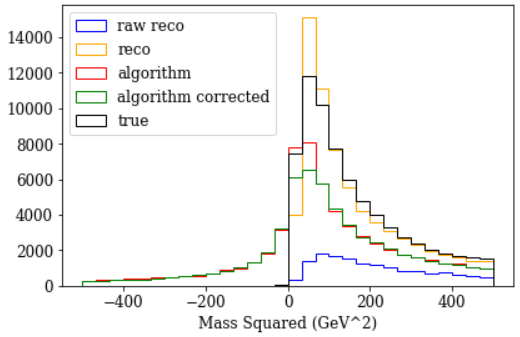 raw reco
reco
algorithm
algorithm corrected
true
14000
12000
10000
8000
6000
4000
2000
0
−400 −200 0 200 400
Mass Squared (GeV^2)